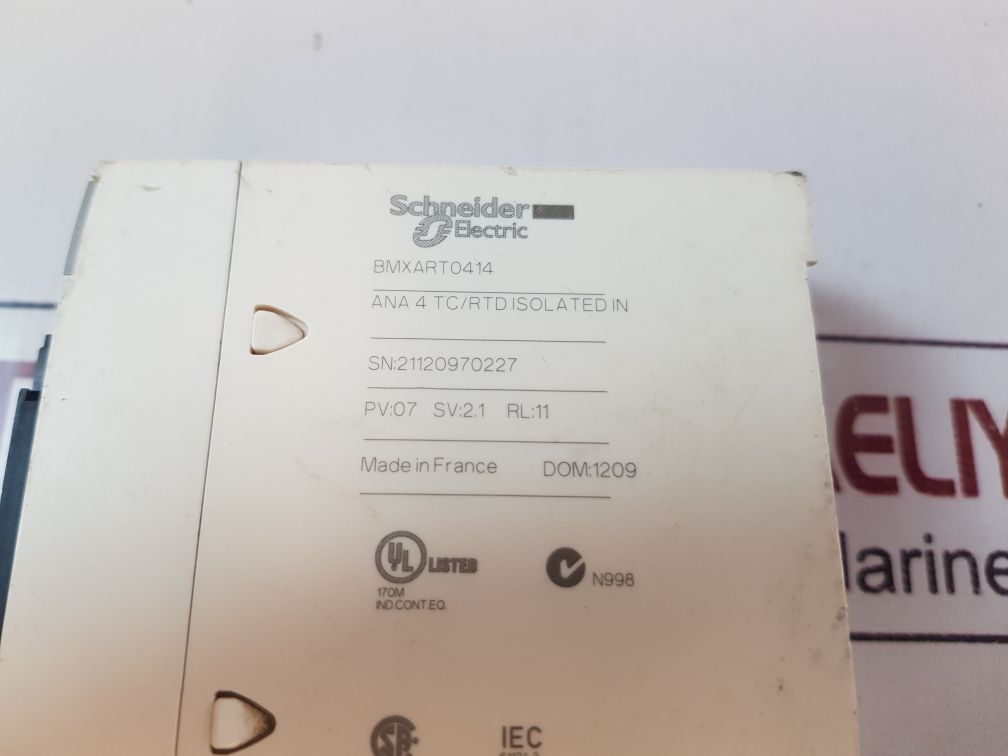 Schneider
Electric
BMXART0414
ANA 4 TC/RTD ISOLATED IN
SN:21120970227
PV:07 SV:2.1 RL:11
Made in France DOM:1209
UL LISTED
170M
IND.CONT.EQ.
N998
IEC